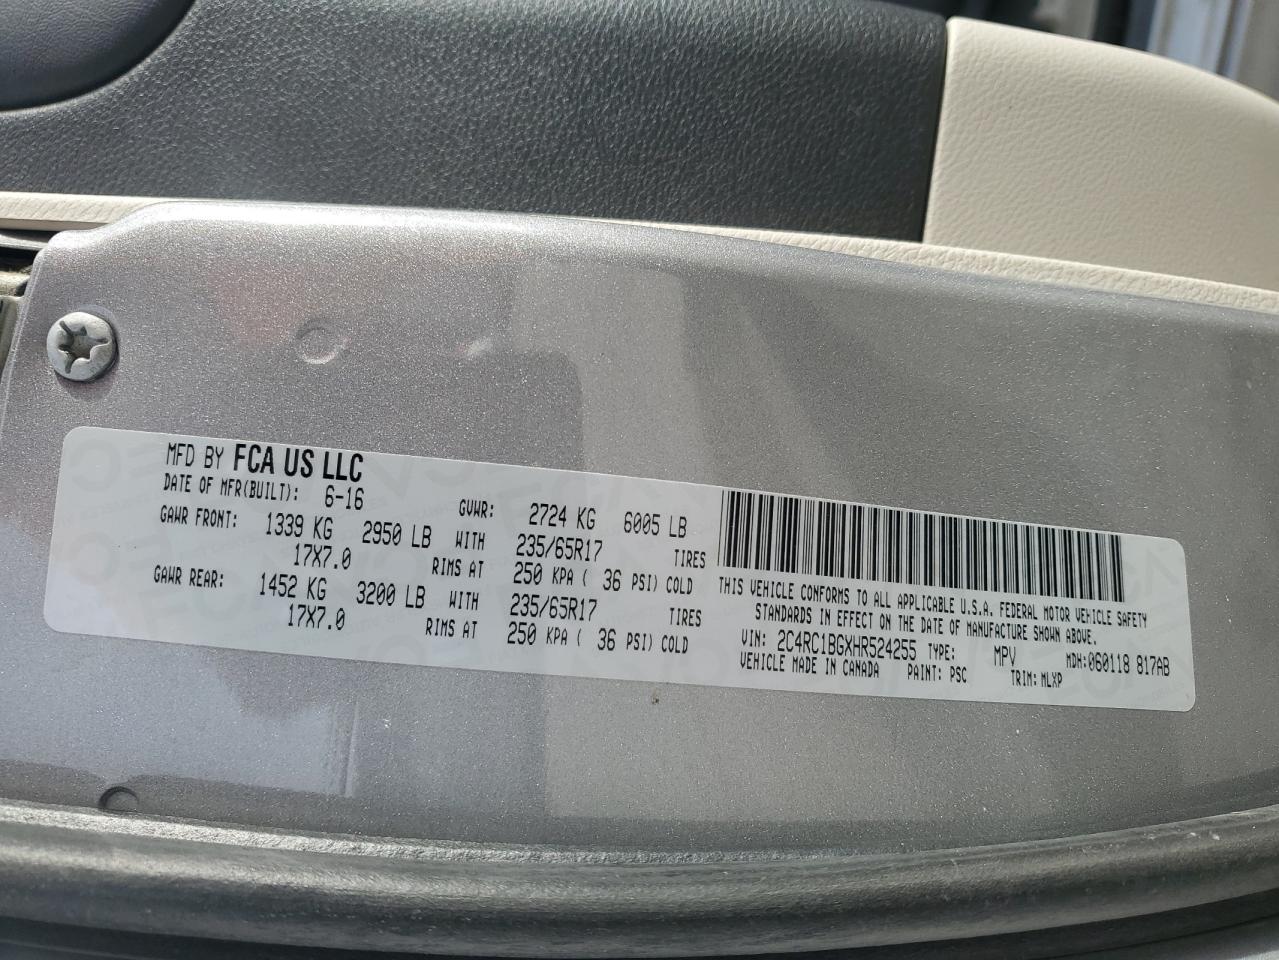 MFD BY FCA US LLC
DATE OF MFR(BUILT): 6-16 GVWR: 2724 KG 6005 LB
GAWR FRONT: 1339 KG 2950 LB WITH 235/65R17 TIRES
17X7.0 RIMS AT 250 KPA ( 36 PSI) COLD
GAWR REAR: 1452 KG 3200 LB WITH 235/65R17 TIRES
17X7.0 RIMS AT 250 KPA ( 36 PSI) COLD
THIS VEHICLE CONFORMS TO ALL APPLICABLE U.S.A. FEDERAL MOTOR VEHICLE SAFETY
STANDARDS IN EFFECT ON THE DATE OF MANUFACTURE SHOWN ABOVE.
VIN: 2C4RC1BGXHR524255 TYPE: MPV MDH:060118 817AB
VEHICLE MADE IN CANADA PAINT: PSC TRIM: MLXP